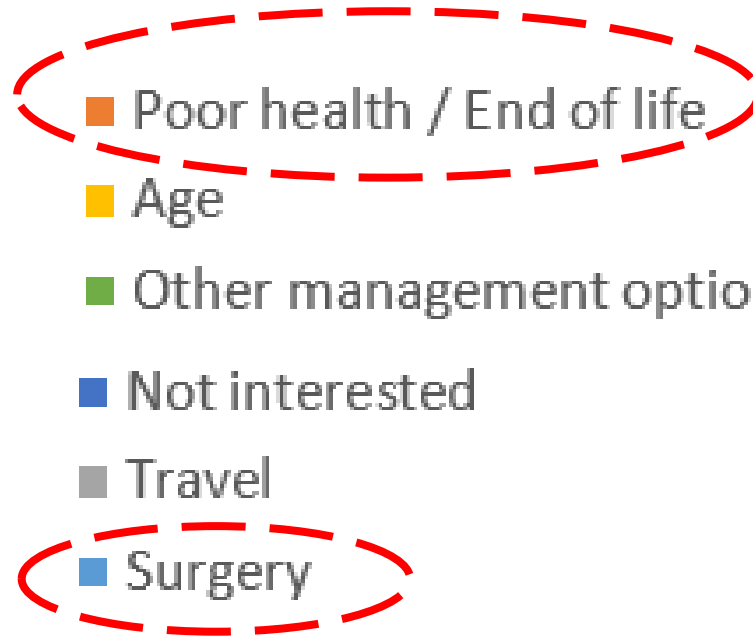 Poor health / End of life
Age
Other management optio
Not interested
Travel
Surgery